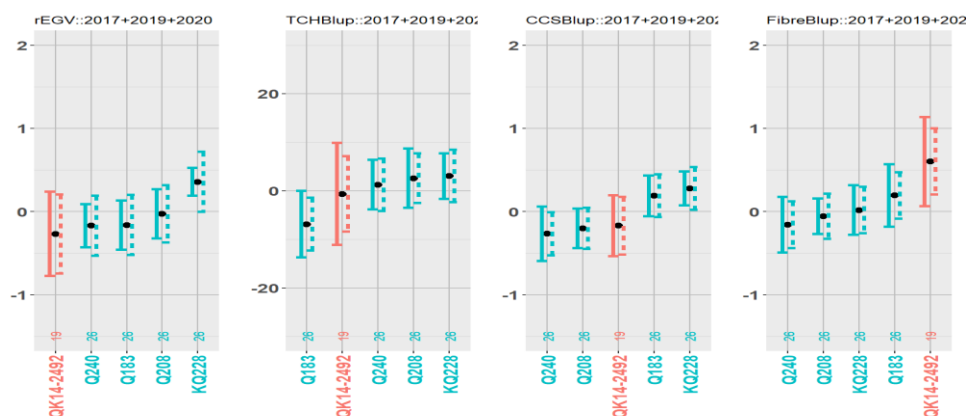 rEGV::2017+2019+2020
2
1
0
-1
19
26
26
26
26
QK14-2492
Q240
Q183
Q208
KQ228
TCHBlup::2017+2019+202
20
0
-20
26
19
26
26
26
Q183
QK14-2492
Q240
Q208
KQ228
CCSBlup::2017+2019+202
2
1
0
-1
26
26
19
26
26
Q240
Q208
QK14-2492
Q183
KQ228
FibreBlup::2017+2019+202
2
1
0
-1
26
26
26
26
19
Q240
Q208
KQ228
Q183
QK14-2492